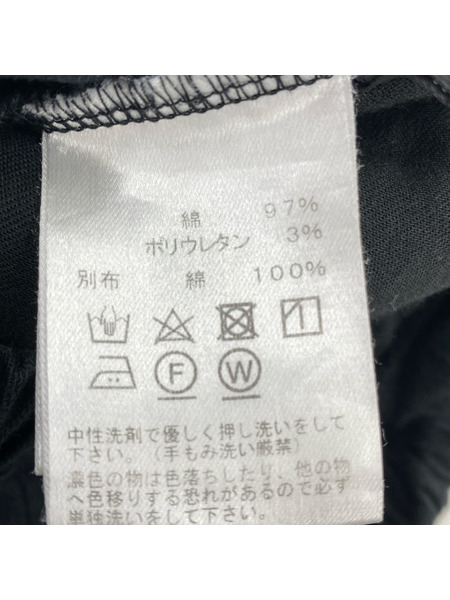 綿 97%
ポリウレタン 3%
別布 綿 100%
F W
中性洗剤で優しく押し洗いをして
下さい。(手もみ洗い厳禁)
濃色の物は色落ちしたり、他の物
へ色移りする恐れがあるので必ず
単独洗いをして下さい。